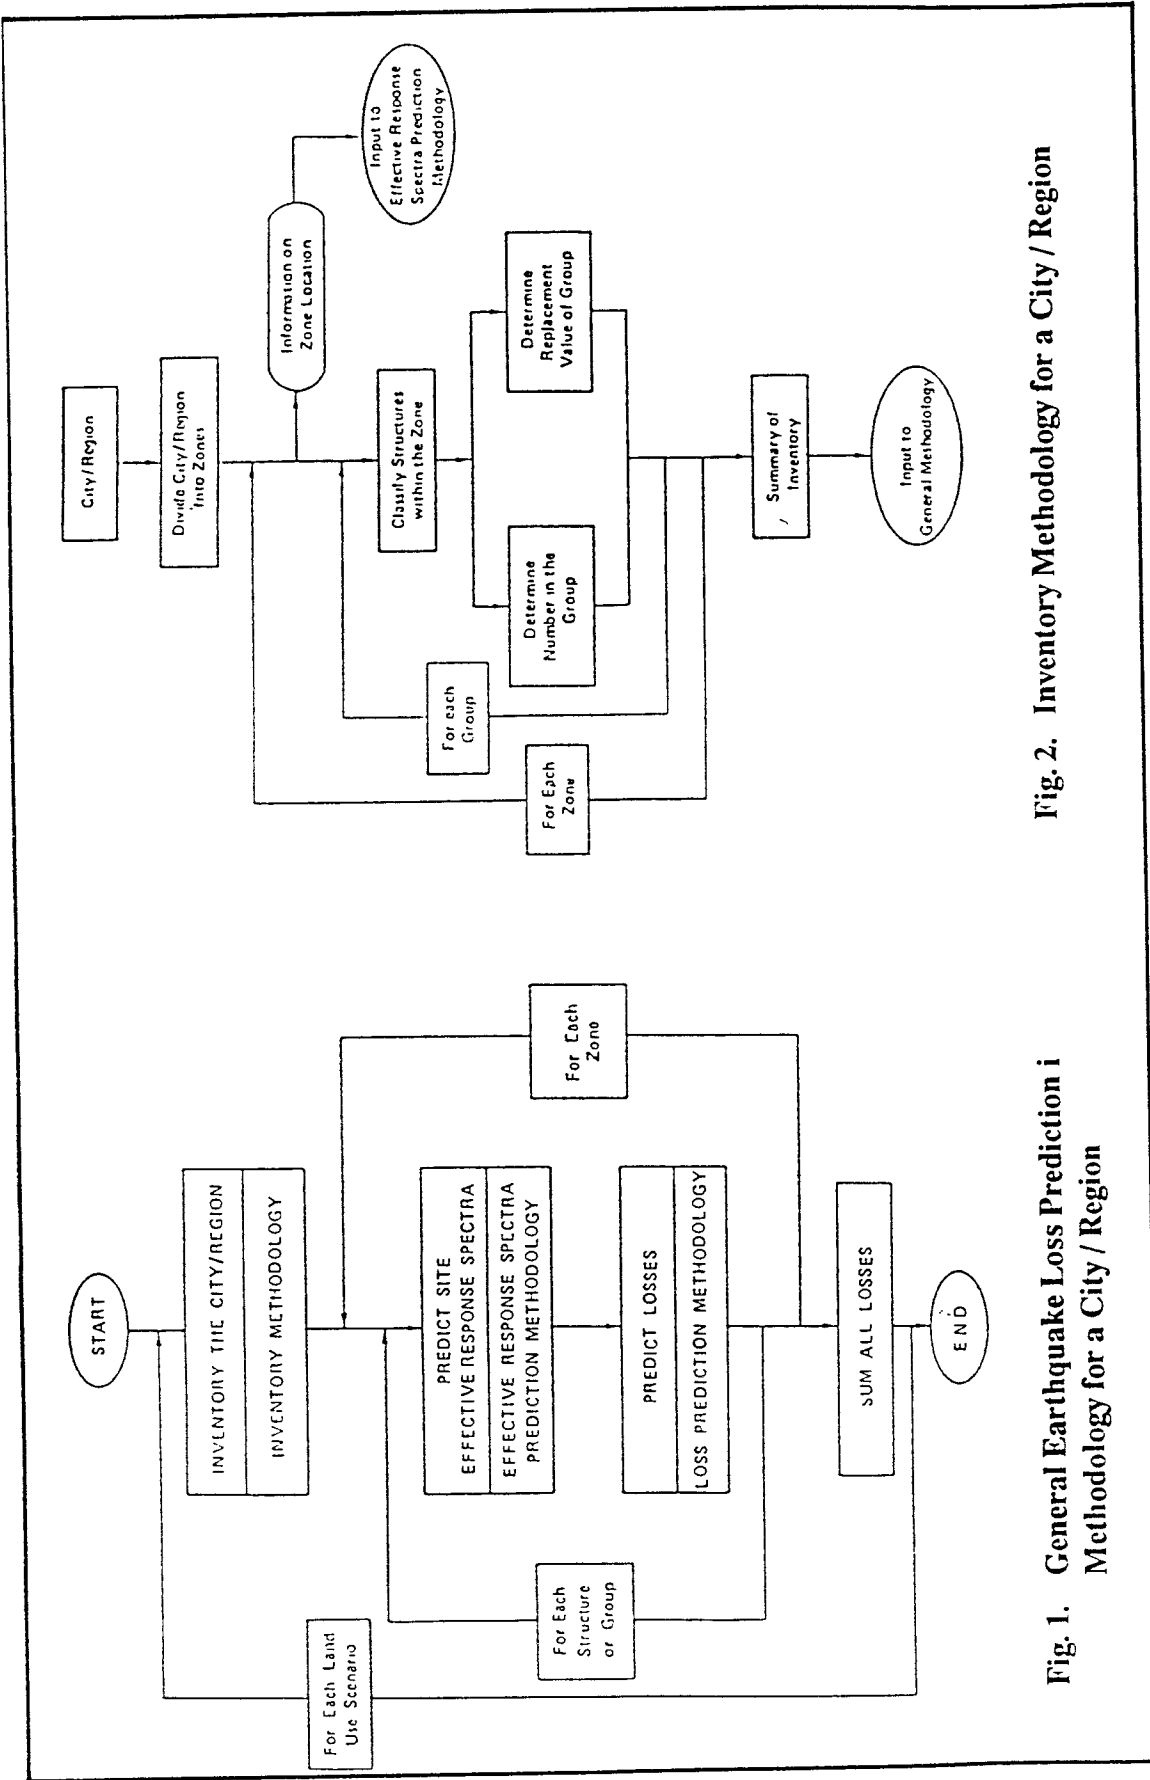 START
INVENTORY THE CITY/REGION
INVENTORY METHODOLOGY
PREDICT SITE
EFFECTIVE RESPONSE SPECTRA
EFFECTIVE RESPONSE SPECTRA
PREDICTION METHODOLOGY
PREDICT LOSSES
LOSS PREDICTION METHODOLOGY
SUM ALL LOSSES
END
For Each Land
Use Scenario
For Each
Structure
or Group
For Each
Zone
Fig. 1. General Earthquake Loss Prediction i
Methodology for a City / Region
City/Region
Divide City/Region
Into Zones
Information on
Zone Location
Input to
Effective Response
Spectra Prediction
Methodology
Classify Structures
within the Zone
Determine
Number in the
Group
Determine
Replacement
Value of Group
For each
Group
For Each
Zone
Summary of
Inventory
Input to
General Methodology
Fig. 2. Inventory Methodology for a City / Region